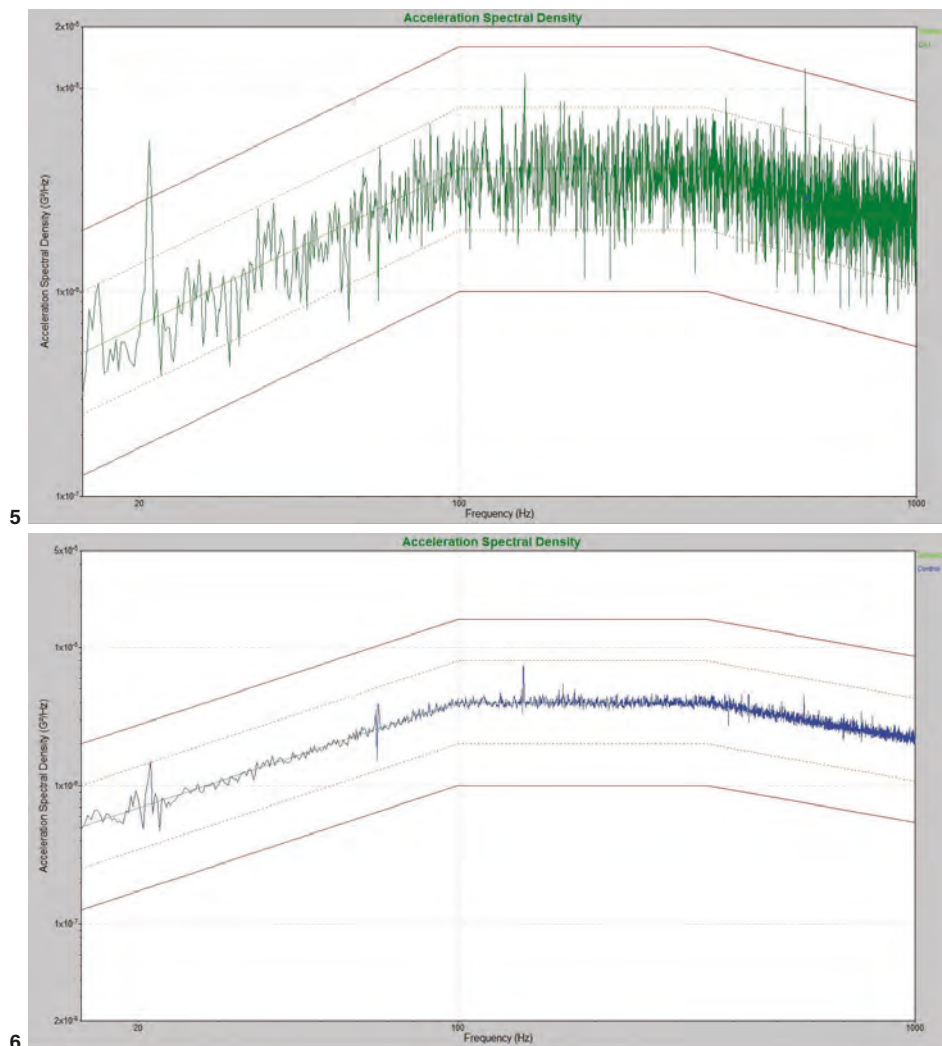 Acceleration Spectral Density
2x10⁻⁵
1x10⁻⁵
1x10⁻⁶
1x10⁻⁷
Acceleration Spectral Density (G²/Hz)
20
100
1000
Frequency (Hz)
5
Acceleration Spectral Density
5x10⁻⁵
1x10⁻⁵
1x10⁻⁶
1x10⁻⁷
2x10⁻⁸
Acceleration Spectral Density (G²/Hz)
Control
20
100
1000
Frequency (Hz)
6